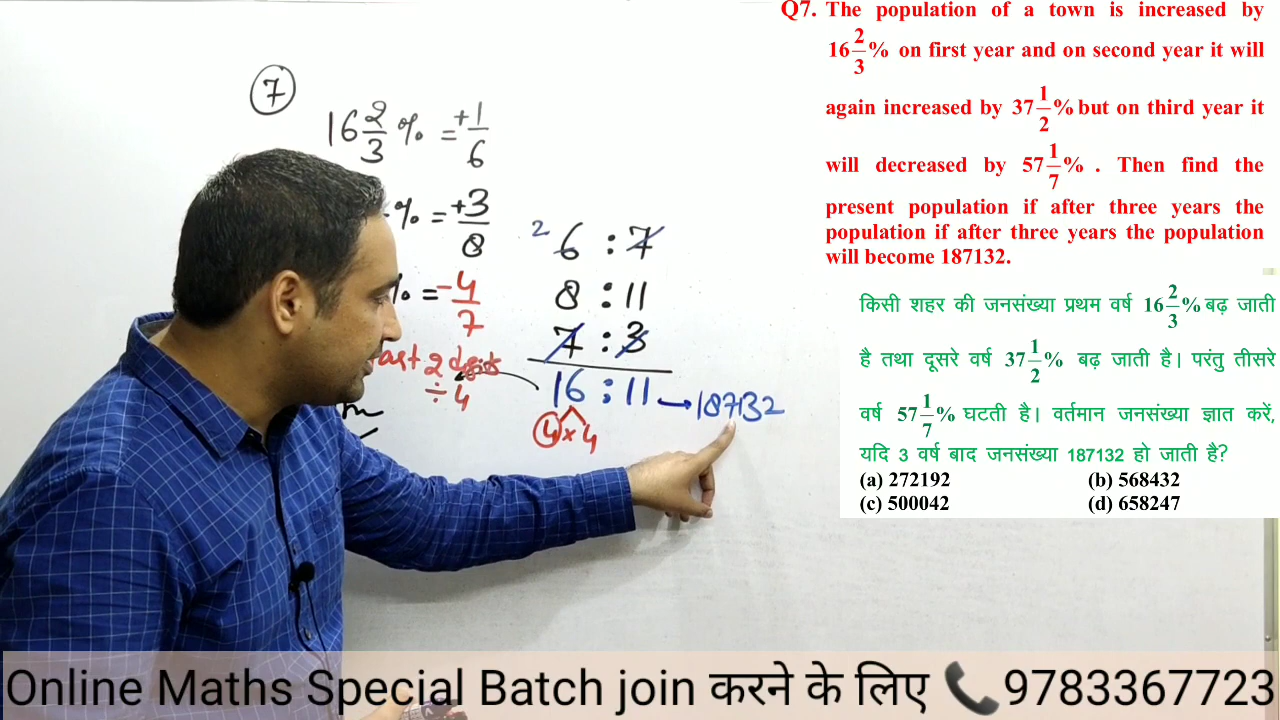 Q7. The population of a town is increased by
16 2/3 % on first year and on second year it will
again increased by 37 1/2 % but on third year it
will decreased by 57 1/7 % . Then find the
present population if after three years the
population if after three years the population
will become 187132.
किसी शहर की जनसंख्या प्रथम वर्ष 16 2/3 % बढ़ जाती
है तथा दूसरे वर्ष 37 1/2 % बढ़ जाती है। परंतु तीसरे
वर्ष 57 1/7 % घटती है। वर्तमान जनसंख्या ज्ञात करें,
यदि 3 वर्ष बाद जनसंख्या 187132 हो जाती है?
(a) 272192 (b) 568432
(c) 500042 (d) 658247
7
16 2/3 % = +1/6
% = +3/8
% = -4/7
2 6 : 7
8 : 11
7 : 3
16 : 11 → 187132
4 × 4
2 digits
÷ 4
Online Maths Special Batch join करने के लिए 📞9783367723